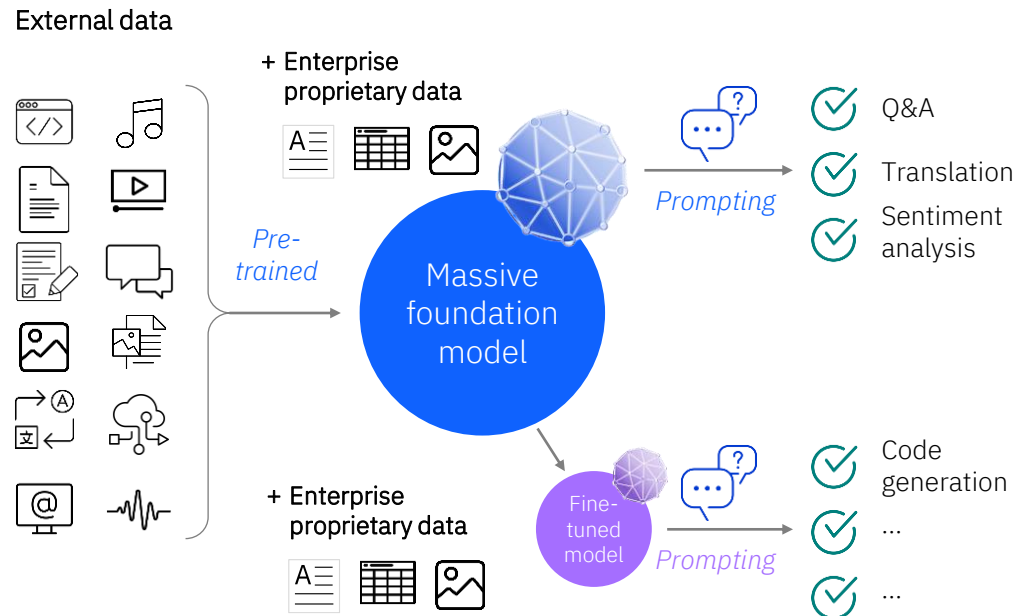 External data
+ Enterprise
proprietary data
</>
A
Pre-
trained
Massive
foundation
model
?
...
Prompting
Q&A
Translation
Sentiment
analysis
A
文
@
+ Enterprise
proprietary data
A
Fine-
tuned
model
?
...
Prompting
Code
generation
...
...